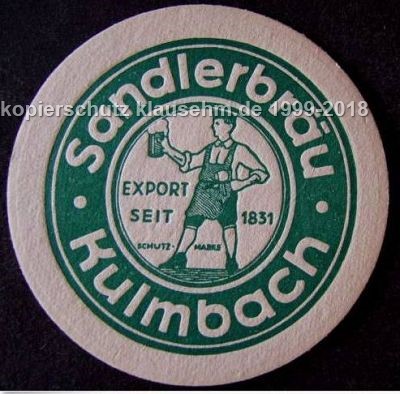 kopierschutz klausehm.de 1999-2018
· Sandlerbräu ·
EXPORT
SEIT 1831
SCHUTZ-MARKE
Kulmbach